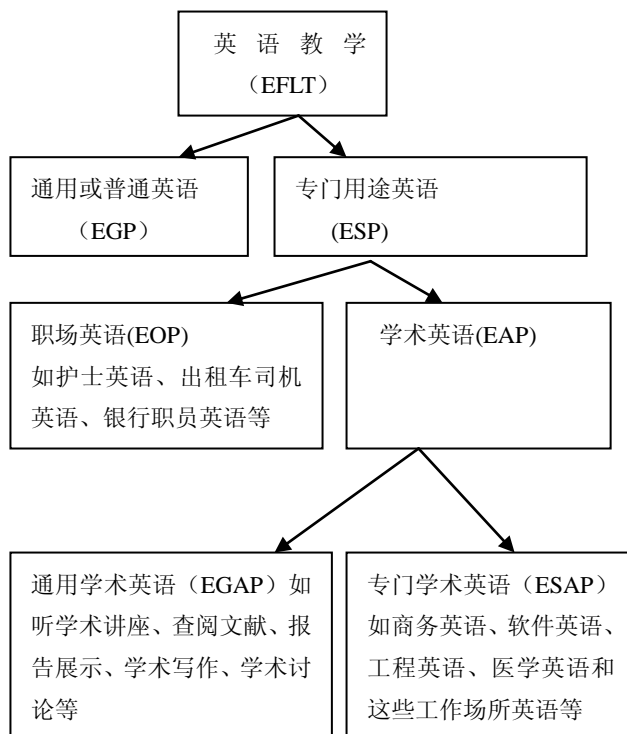 英 语 教 学
（EFLT）
通用或普通英语
（EGP）
专门用途英语
(ESP)
职场英语(EOP)
如护士英语、出租车司机
英语、银行职员英语等
学术英语(EAP)
通用学术英语（EGAP）如
听学术讲座、查阅文献、报
告展示、学术写作、学术讨
论等
专门学术英语（ESAP）
如商务英语、软件英语、
工程英语、医学英语和
这些工作场所英语等